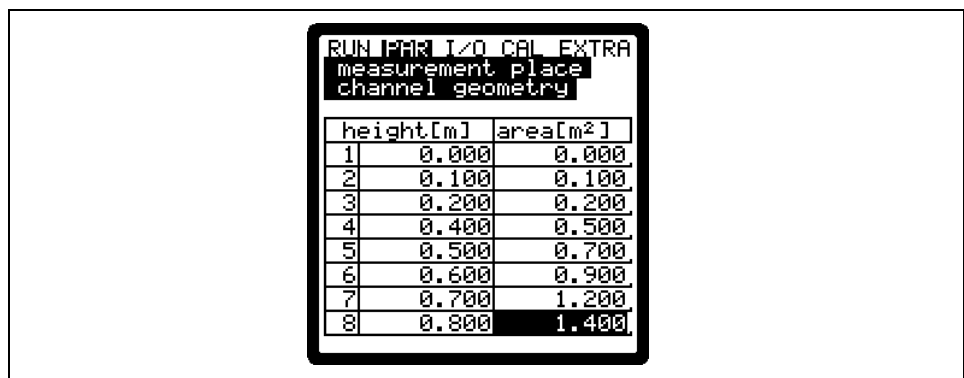 RUN PAR I/O CAL EXTRA
measurement place
channel geometry
height[m] area[m²]
1 0.000 0.000
2 0.100 0.100
3 0.200 0.200
4 0.400 0.500
5 0.500 0.700
6 0.600 0.900
7 0.700 1.200
8 0.800 1.400